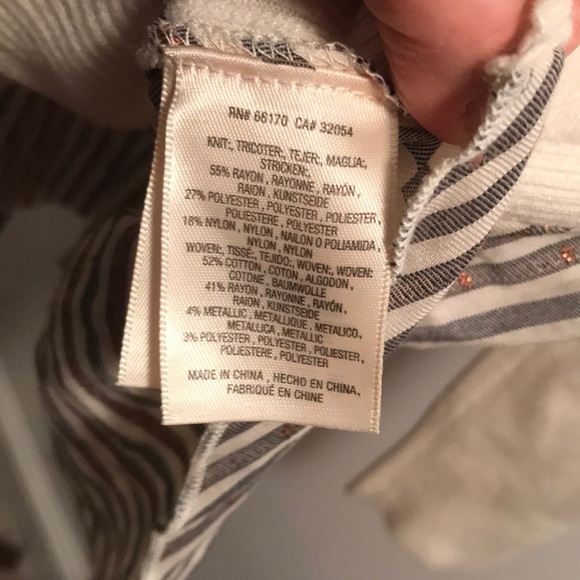 RN# 66170 CA# 32054
KNIT:, TRICOTER:, TEJER:, MAGLIA:,
STRICKEN:
55% RAYON, RAYONNE, RAYÓN,
RAION, KUNSTSEIDE
27% POLYESTER, POLYESTER, POLIESTER,
POLIESTERE, POLYESTER
18% NYLON, NYLON, NAILON O POLIAMIDA,
NYLON, NYLON
WOVEN:, TISSÉ:, TEJIDO:, WOVEN:, WOVEN:
52% COTTON, COTON, ALGODON,
COTONE, BAUMWOLLE
41% RAYON, RAYONNE, RAYÓN,
RAION, KUNSTSEIDE
4% METALLIC, METALLIQUE, METALICO,
METALLICA, METALLIC
3% POLYESTER, POLYESTER, POLIESTER,
POLIESTERE, POLYESTER
MADE IN CHINA, HECHO EN CHINA,
FABRIQUÉ EN CHINE